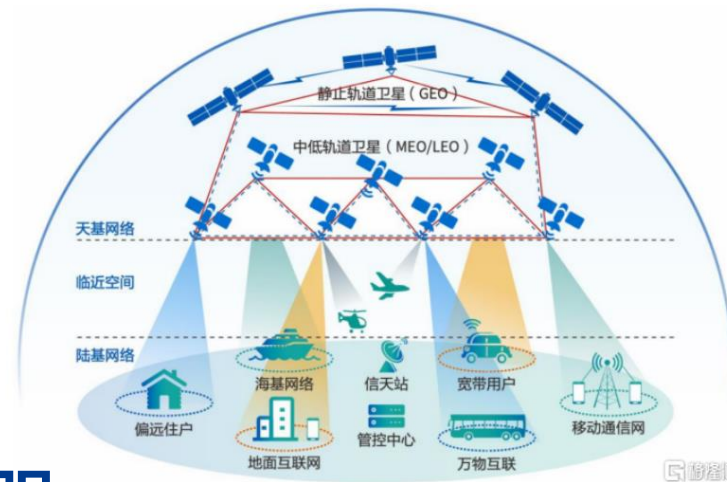 静止轨道卫星(GEO)
中低轨道卫星(MEO/LEO)
天基网络
临近空间
陆基网络
海基网络
信天站
宽带用户
偏远住户
移动通信网
地面互联网
管控中心
万物互联